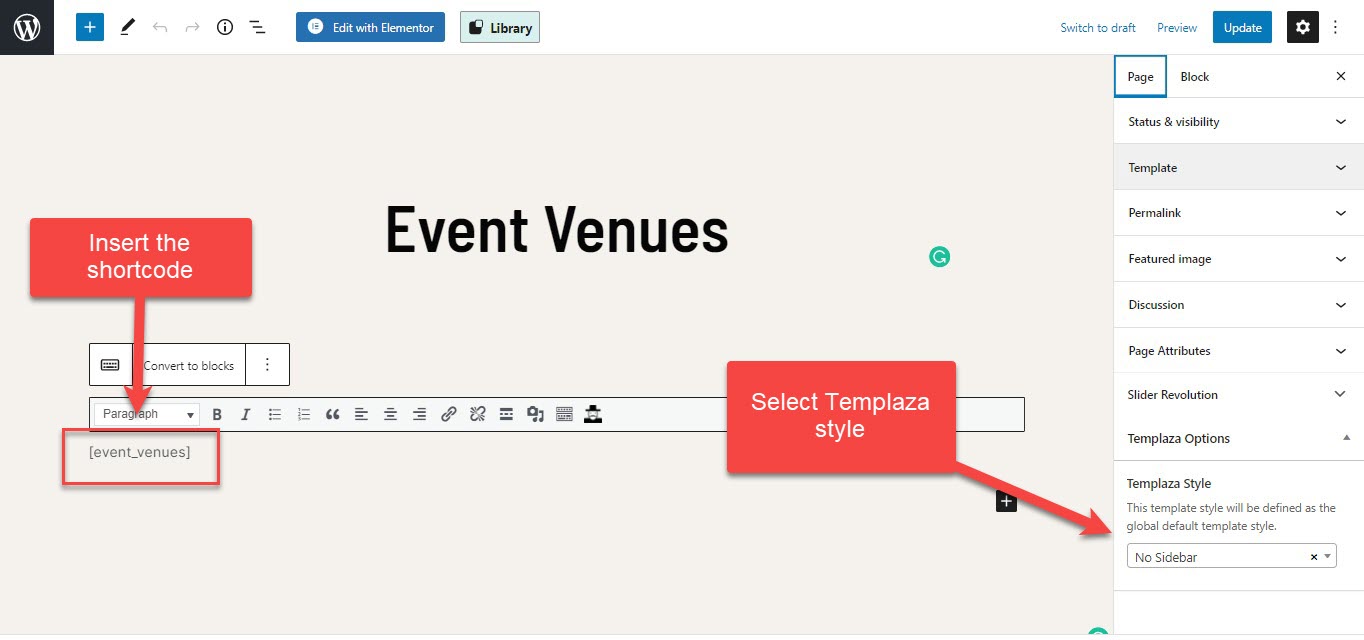 Edit with Elementor
Library
Switch to draft
Preview
Update
Page
Block
Status & visibility
Template
Permalink
Featured image
Discussion
Page Attributes
Slider Revolution
Templaza Options
Templaza Style
This template style will be defined as the
global default template style.
No Sidebar
Event Venues
Insert the
shortcode
Convert to blocks
Paragraph
B
I
[event_venues]
Select Templaza
style